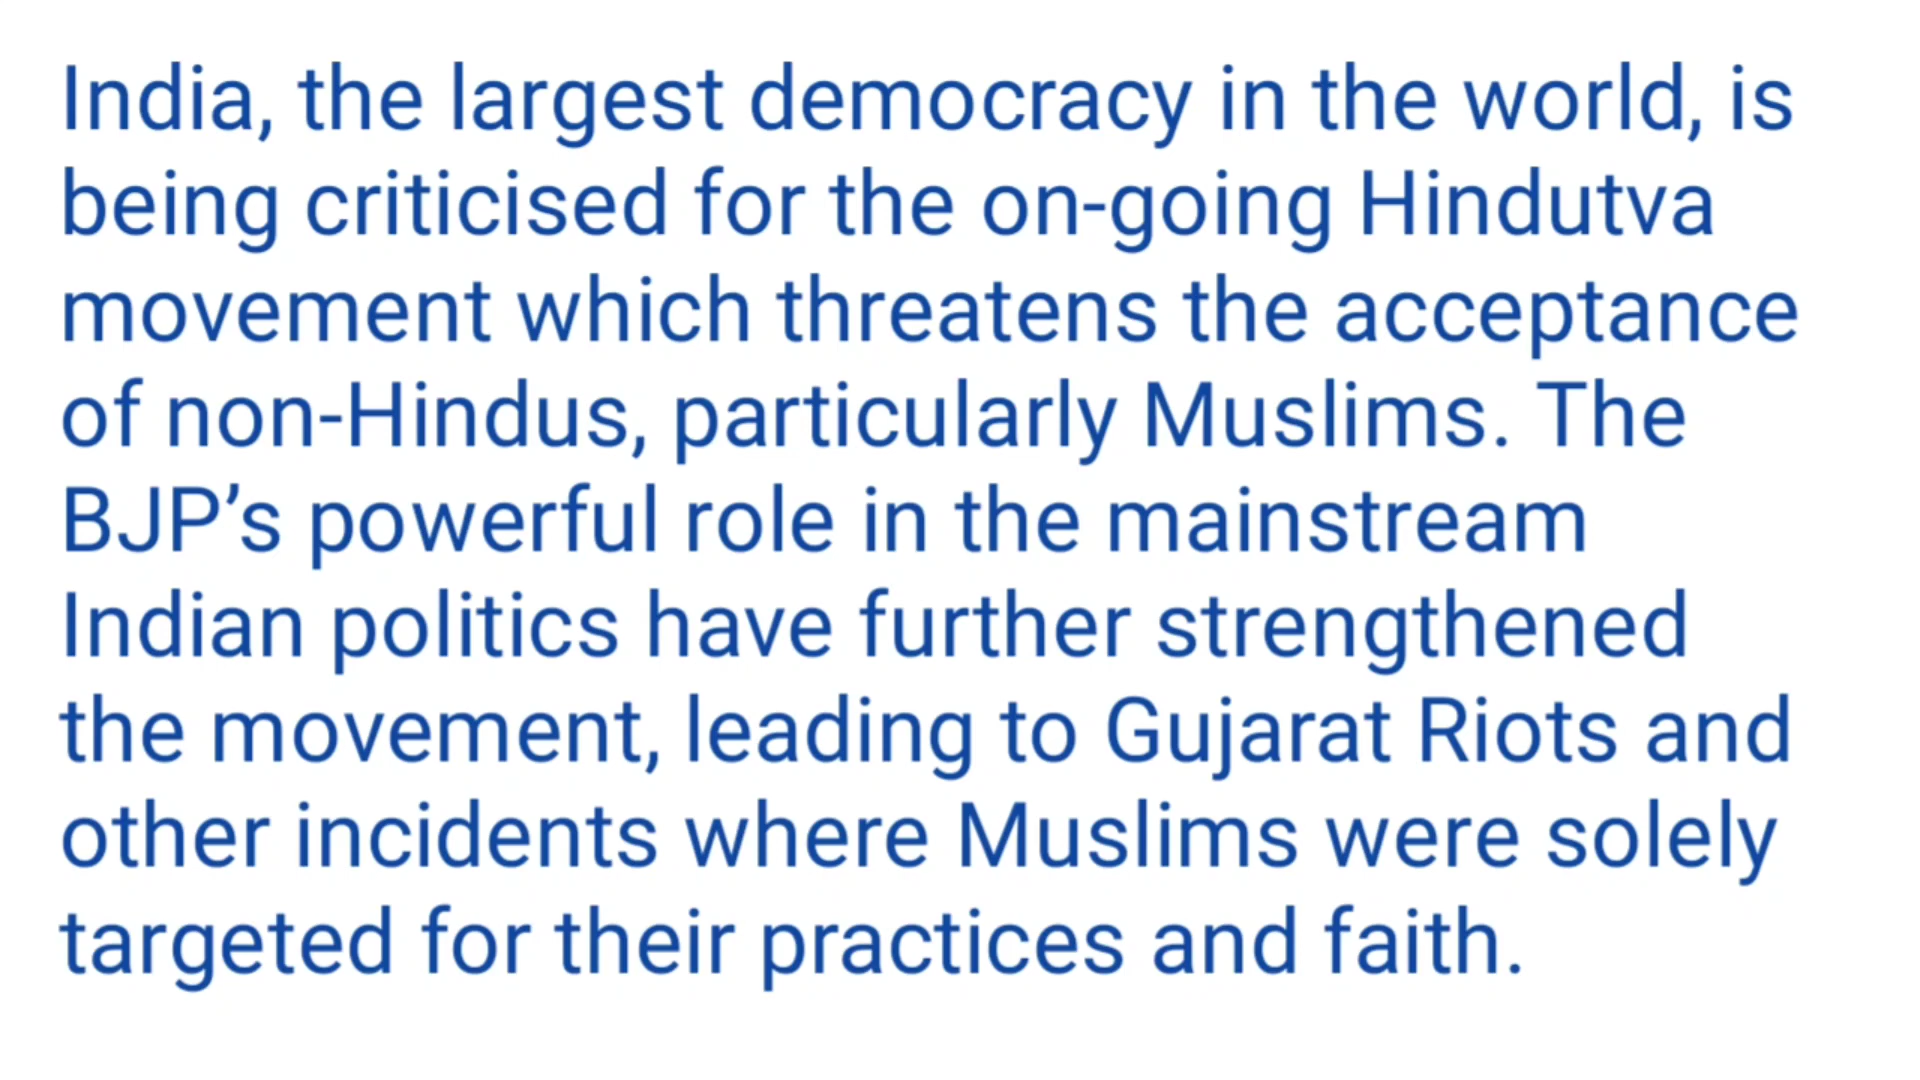 India, the largest democracy in the world, is
being criticised for the on-going Hindutva
movement which threatens the acceptance
of non-Hindus, particularly Muslims. The
BJP’s powerful role in the mainstream
Indian politics have further strengthened
the movement, leading to Gujarat Riots and
other incidents where Muslims were solely
targeted for their practices and faith.